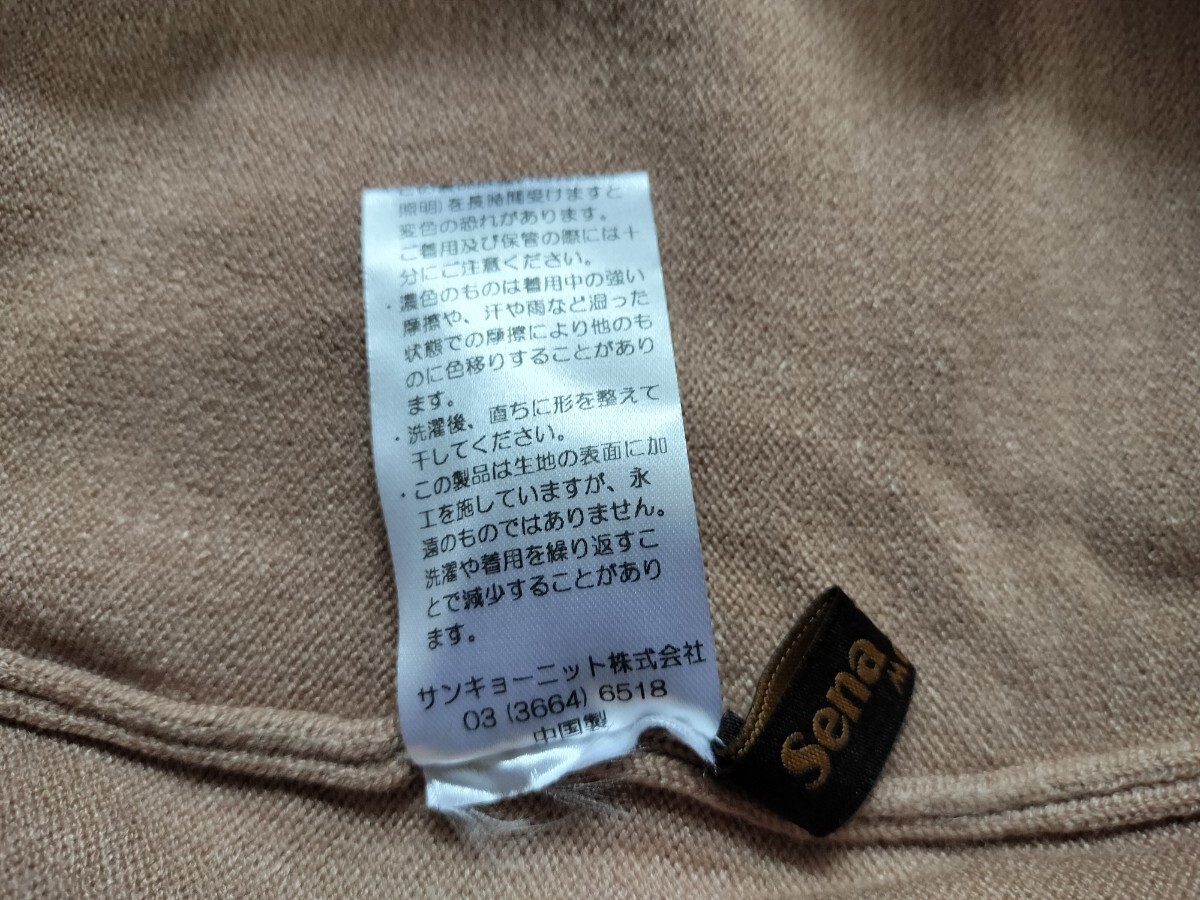 照明)を長時間受けますと
変色の恐れがあります。
ご着用及び保管の際には十
分にご注意ください。
・濃色のものは着用中の強い
摩擦や、汗や雨など湿った
状態での摩擦により他のも
のに色移りすることがあり
ます。
・洗濯後、直ちに形を整えて
干してください。
・この製品は生地の表面に加
工を施していますが、永
遠のものではありません。
洗濯や着用を繰り返すこ
とで減少することがあり
ます。
サンキョーニット株式会社
03 (3664) 6518
中国製
Sena